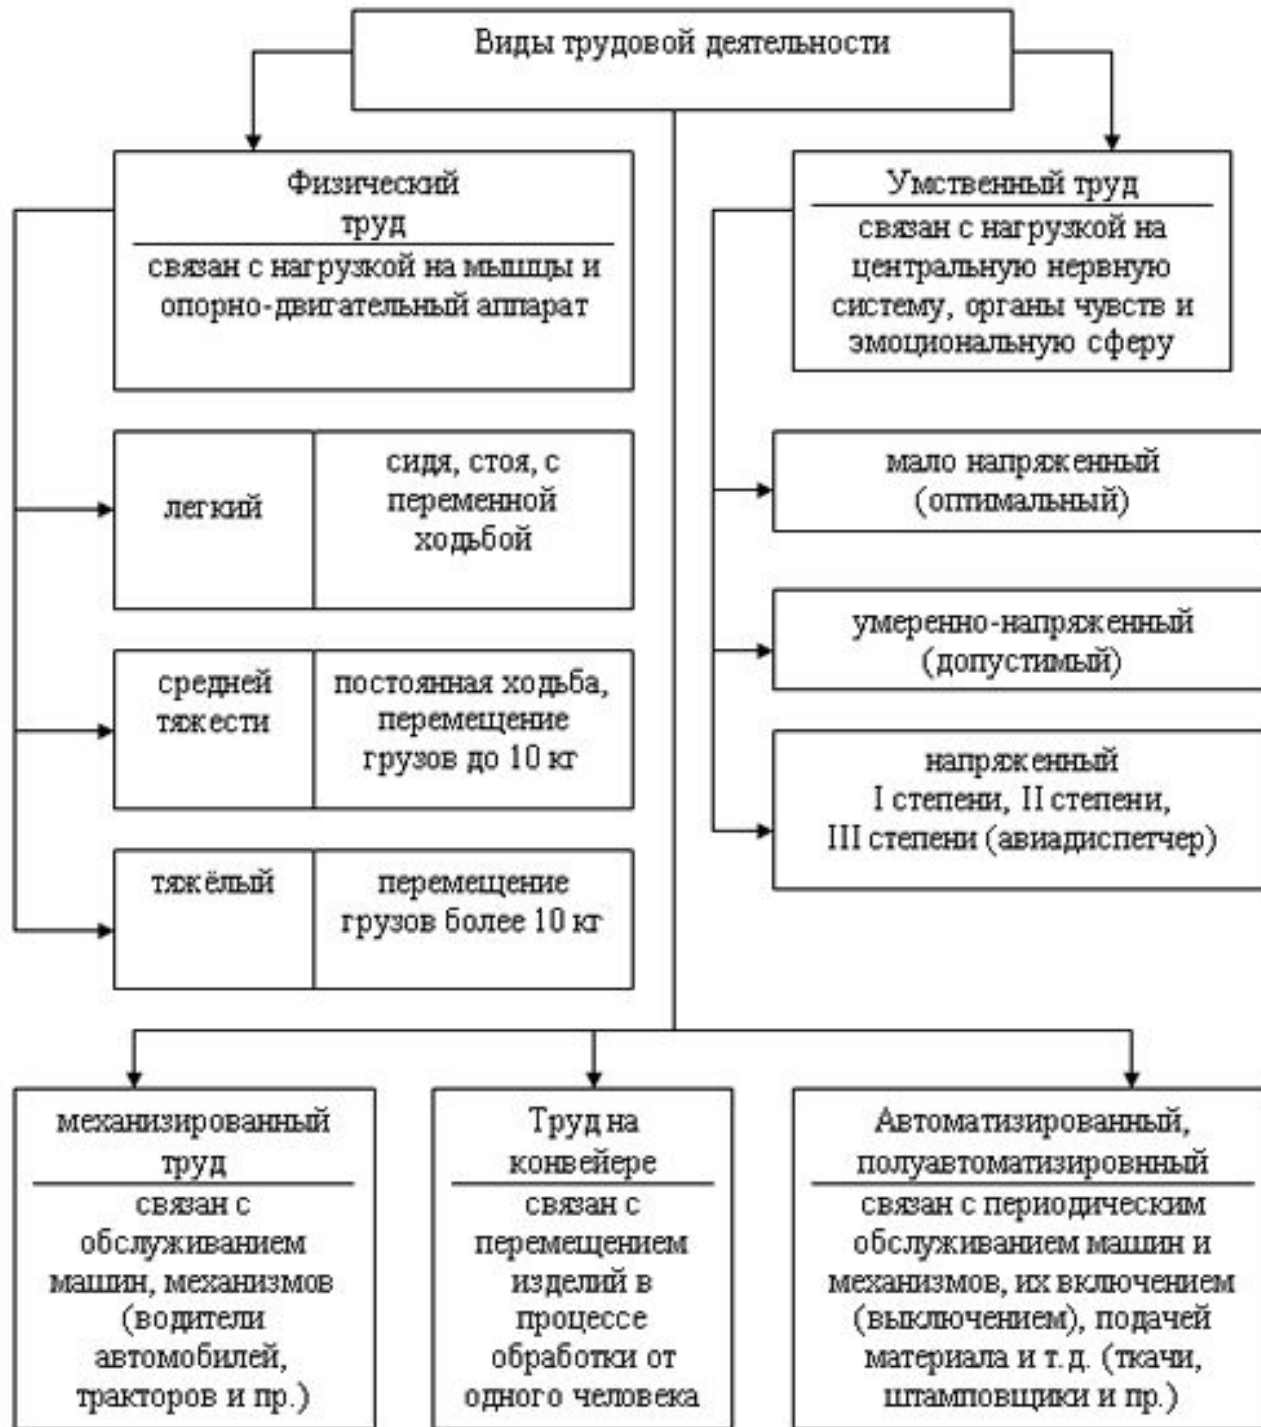 Виды трудовой деятельности
Физический
труд
связан с нагрузкой на мышцы и
опорно-двигательный аппарат
Умственный труд
связан с нагрузкой на
центральную нервную
систему, органы чувств и
эмоциональную сферу
легкий
сидя, стоя, с
переменной
ходьбой
средней
тяжести
постоянная ходьба,
перемещение
грузов до 10 кг
тяжёлый
перемещение
грузов более 10 кг
мало напряженный
(оптимальный)
умеренно-напряженный
(допустимый)
напряженный
I степени, II степени,
III степени (авиадиспетчер)
механизированный
труд
связан с
обслуживанием
машин, механизмов
(водители
автомобилей,
тракторов и пр.)
Труд на
конвейере
связан с
перемещением
изделий в
процессе
обработки от
одного человека
Автоматизированный,
полуавтоматизировнный
связан с периодическим
обслуживанием машин и
механизмов, их включением
(выключением), подачей
материала и т.д. (ткачи,
штамповщики и пр.)